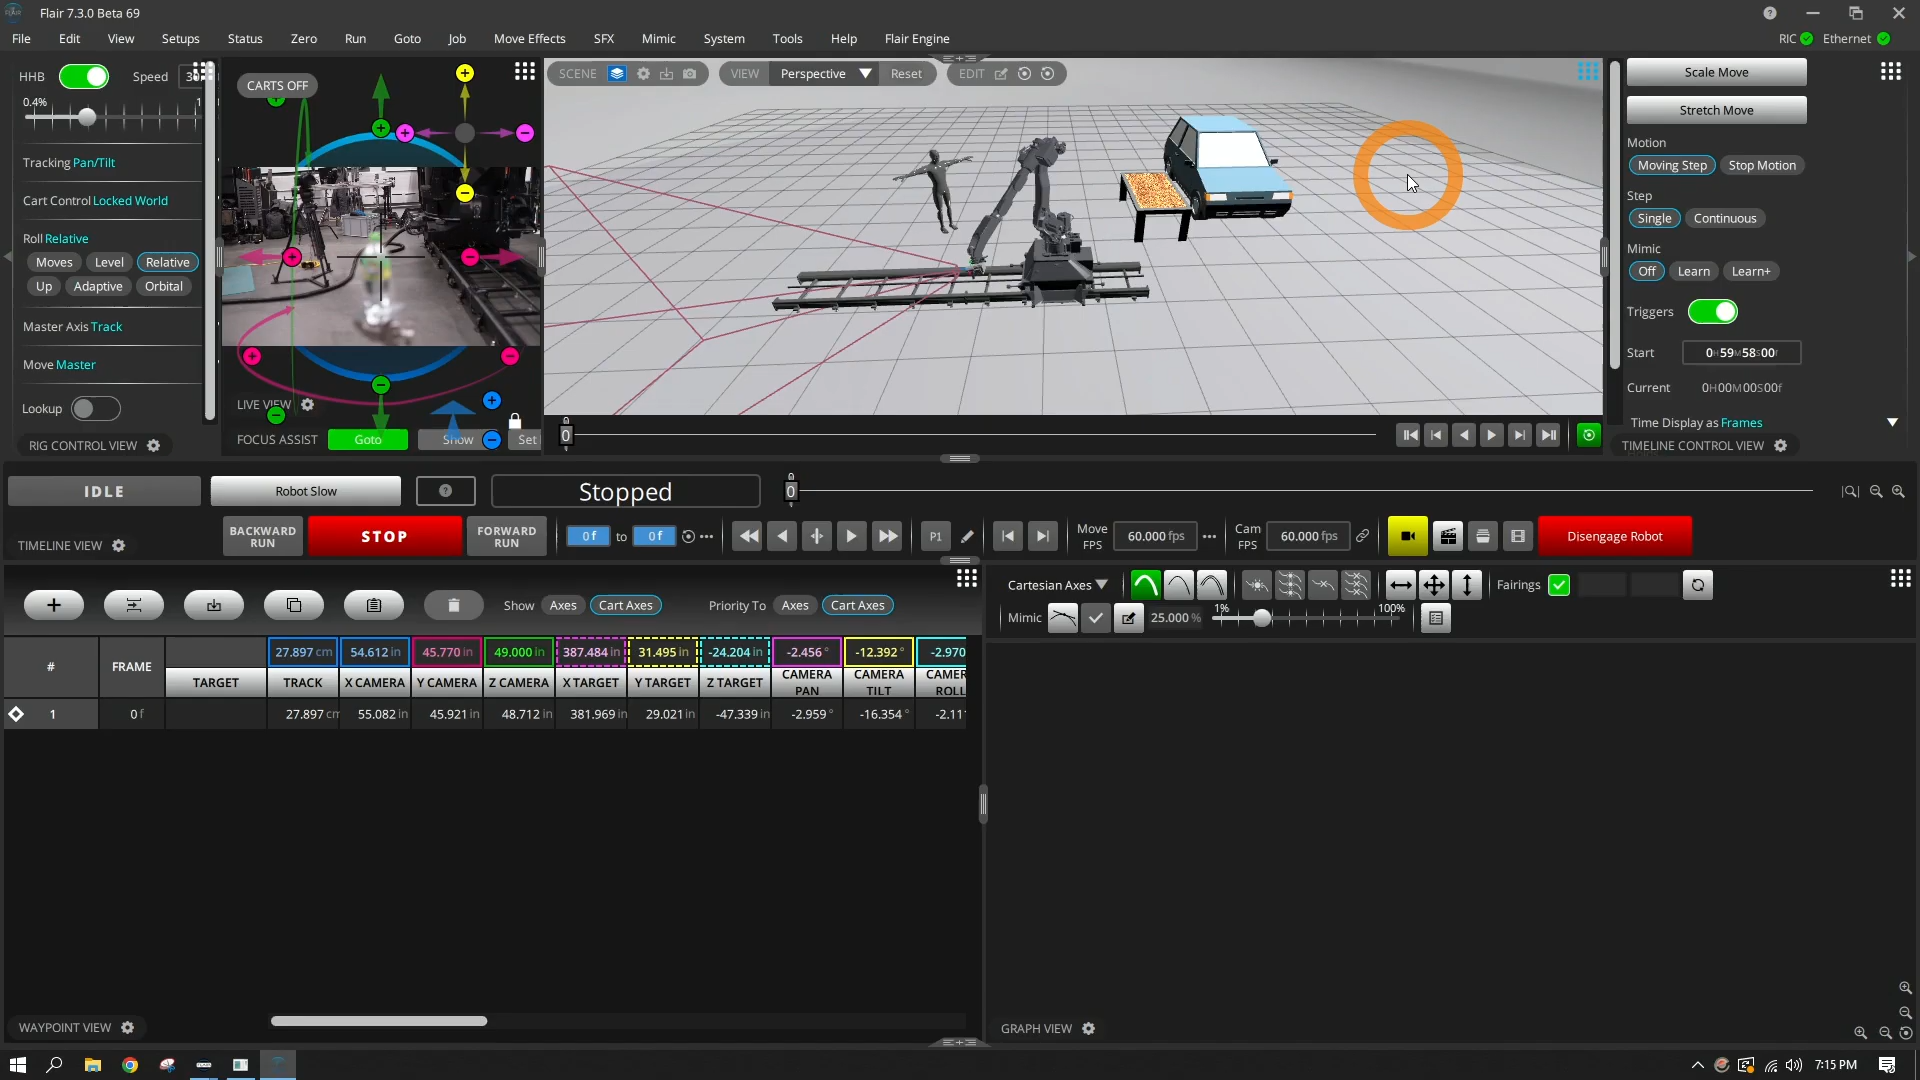 Flair 7.3.0 Beta 69
File Edit View Setups Status Zero Run Goto Job Move Effects SFX Mimic System Tools Help Flair Engine
RIC Ethernet
HHB Speed
0.4%
Tracking Pan/Tilt
Cart Control Locked World
Roll Relative
Moves Level Relative
Up Adaptive Orbital
Master Axis Track
Move Master
Lookup
RIG CONTROL VIEW
CARTS OFF
LIVE VIEW
FOCUS ASSIST Goto Show Set
SCENE VIEW Perspective Reset EDIT
0
0
Scale Move
Stretch Move
Motion
Moving Step Stop Motion
Step
Single Continuous
Mimic
Off Learn Learn+
Triggers
Start 0H59M58S00f
Current 0H00M00S00f
Time Display as Frames
TIMELINE CONTROL VIEW
IDLE Robot Slow Stopped
0
0
BACKWARD RUN STOP FORWARD RUN 0 f to 0 f P1 Move FPS 60.000 fps Cam FPS 60.000 fps Disengage Robot
TIMELINE VIEW
Show Axes Cart Axes Priority To Axes Cart Axes
# FRAME TARGET
27.897 cm 54.612 in 45.770 in 49.000 in 387.484 in 31.495 in -24.204 in -2.456 ° -12.392 ° -2.970
TRACK X CAMERA Y CAMERA Z CAMERA X TARGET Y TARGET Z TARGET CAMERA PAN CAMERA TILT
1 0 f 27.897 cm 55.082 in 45.921 in 48.712 in 381.969 in 29.021 in -47.339 in -2.959 ° -16.354 °
WAYPOINT VIEW
Cartesian Axes Fairings
Mimic 25.000 % 1% 100%
GRAPH VIEW
7:15 PM